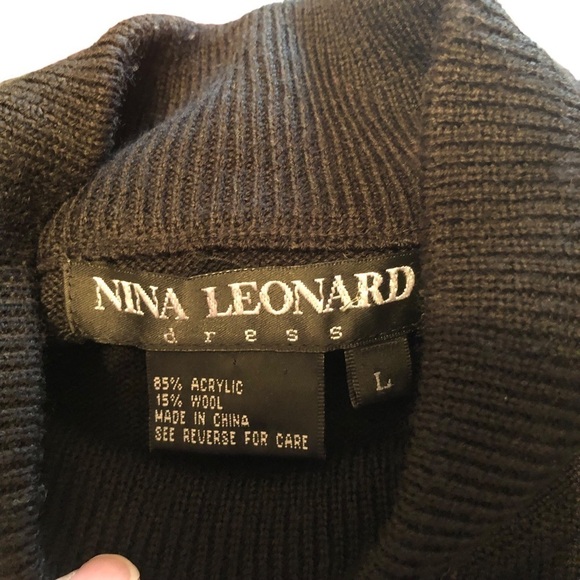 NINA LEONARD
dress
L
85% ACRYLIC
15% WOOL
MADE IN CHINA
SEE REVERSE FOR CARE